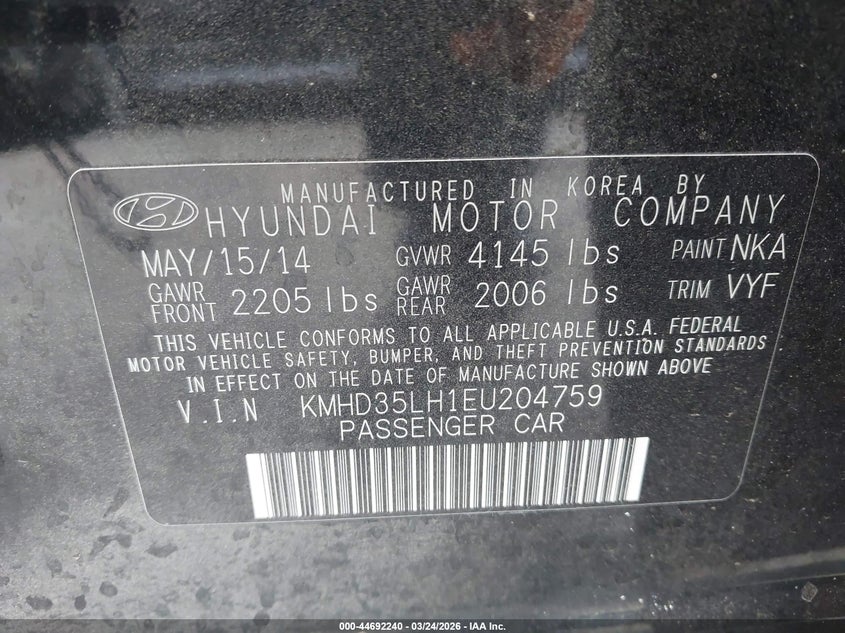 MANUFACTURED IN KOREA BY
HYUNDAI MOTOR COMPANY
MAY/15/14 GVWR 4145 lbs PAINT NKA
GAWR FRONT 2205 lbs GAWR REAR 2006 lbs TRIM VYF
THIS VEHICLE CONFORMS TO ALL APPLICABLE U.S.A. FEDERAL
MOTOR VEHICLE SAFETY, BUMPER, AND THEFT PREVENTION STANDARDS
IN EFFECT ON THE DATE OF MANUFACTURE SHOWN ABOVE
V.I.N KMHD35LH1EU204759
PASSENGER CAR
000-44692240 - 03/24/2026 - IAA Inc.